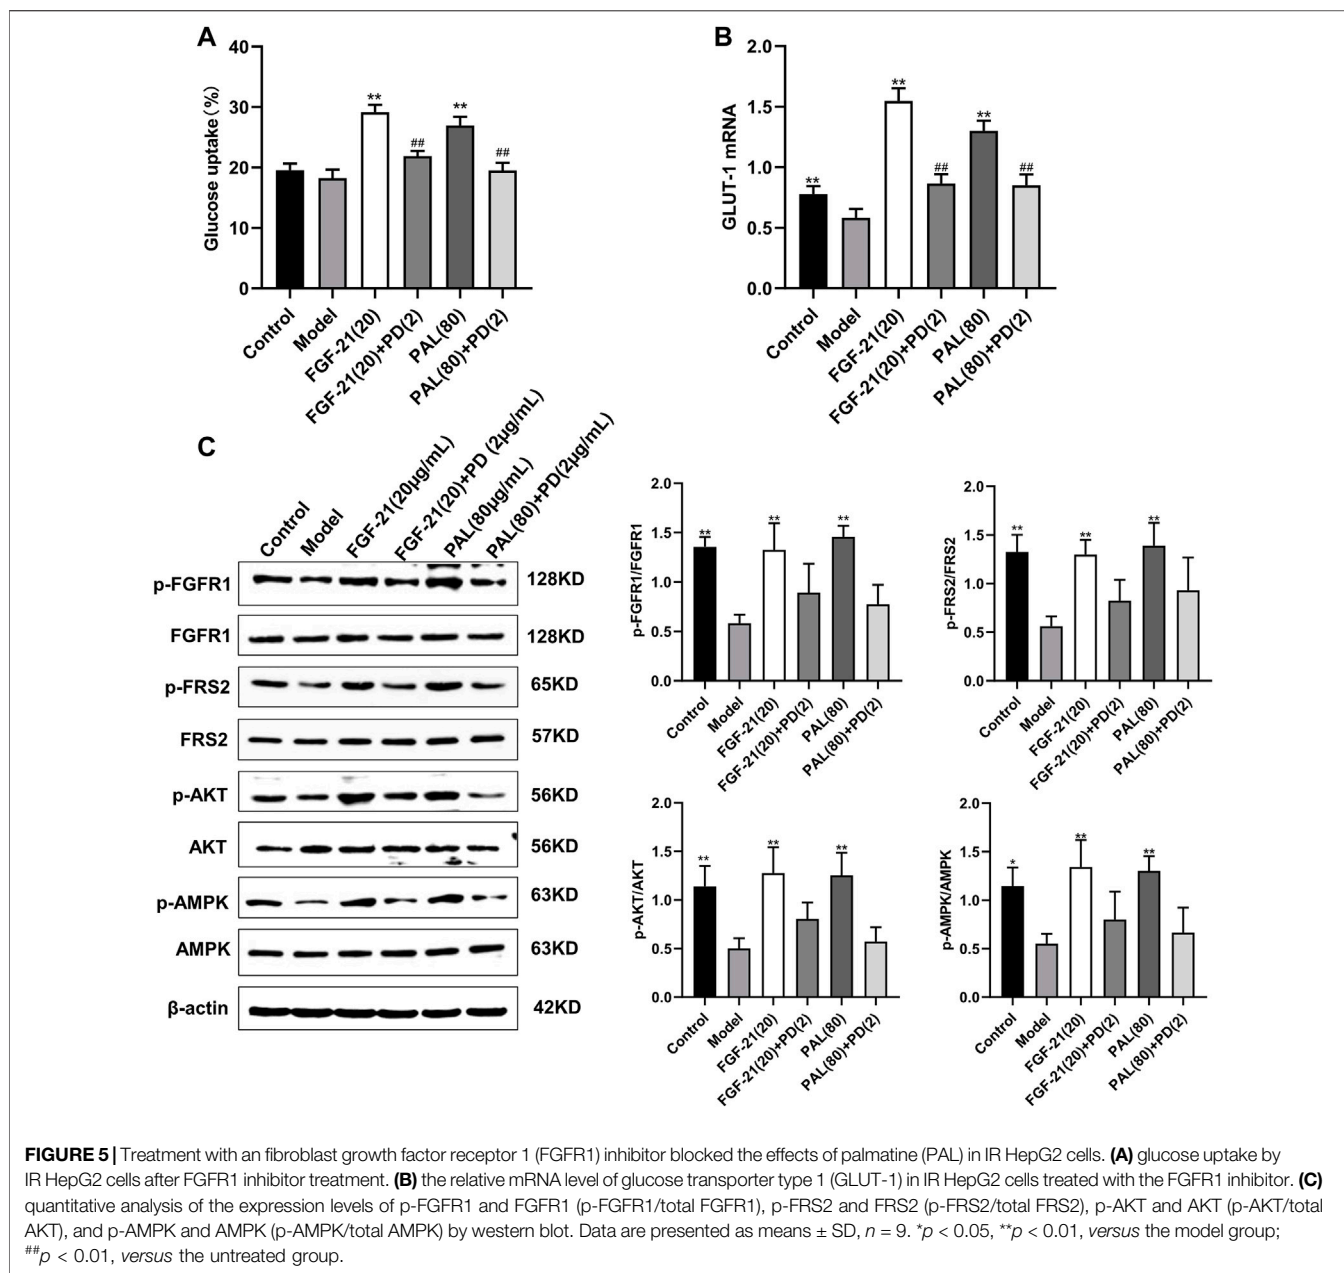 A
Glucose uptake (%)
40
30
20
10
0
**
##
**
##
Control
Model
FGF-21(20)
FGF-21(20)+PD(2)
PAL(80)
PAL(80)+PD(2)
B
GLUT-1 mRNA
2.0
1.5
1.0
0.5
0.0
**
**
##
**
##
Control
Model
FGF-21(20)
FGF-21(20)+PD(2)
PAL(80)
PAL(80)+PD(2)
C
Control
Model
FGF-21(20μg/mL)
FGF-21(20)+PD (2μg/mL)
PAL(80μg/mL)
PAL(80)+PD(2μg/mL)
p-FGFR1 128KD
FGFR1 128KD
p-FRS2 65KD
FRS2 57KD
p-AKT 56KD
AKT 56KD
p-AMPK 63KD
AMPK 63KD
β-actin 42KD
p-FGFR1/FGFR1
2.0
1.5
1.0
0.5
0.0
**
**
**
Control
Model
FGF-21(20)
FGF-21(20)+PD(2)
PAL(80)
PAL(80)+PD(2)
p-FRS2/FRS2
2.0
1.5
1.0
0.5
0.0
**
**
**
Control
Model
FGF-21(20)
FGF-21(20)+PD(2)
PAL(80)
PAL(80)+PD(2)
p-AKT/AKT
2.0
1.5
1.0
0.5
0.0
**
**
**
Control
Model
FGF-21(20)
FGF-21(20)+PD(2)
PAL(80)
PAL(80)+PD(2)
p-AMPK/AMPK
2.0
1.5
1.0
0.5
0.0
*
**
**
Control
Model
FGF-21(20)
FGF-21(20)+PD(2)
PAL(80)
PAL(80)+PD(2)
FIGURE 5 | Treatment with an fibroblast growth factor receptor 1 (FGFR1) inhibitor blocked the effects of palmatine (PAL) in IR HepG2 cells. (A) glucose uptake by
IR HepG2 cells after FGFR1 inhibitor treatment. (B) the relative mRNA level of glucose transporter type 1 (GLUT-1) in IR HepG2 cells treated with the FGFR1 inhibitor. (C)
quantitative analysis of the expression levels of p-FGFR1 and FGFR1 (p-FGFR1/total FGFR1), p-FRS2 and FRS2 (p-FRS2/total FRS2), p-AKT and AKT (p-AKT/total
AKT), and p-AMPK and AMPK (p-AMPK/total AMPK) by western blot. Data are presented as means ± SD, n = 9. *p < 0.05, **p < 0.01, versus the model group;
##p < 0.01, versus the untreated group.